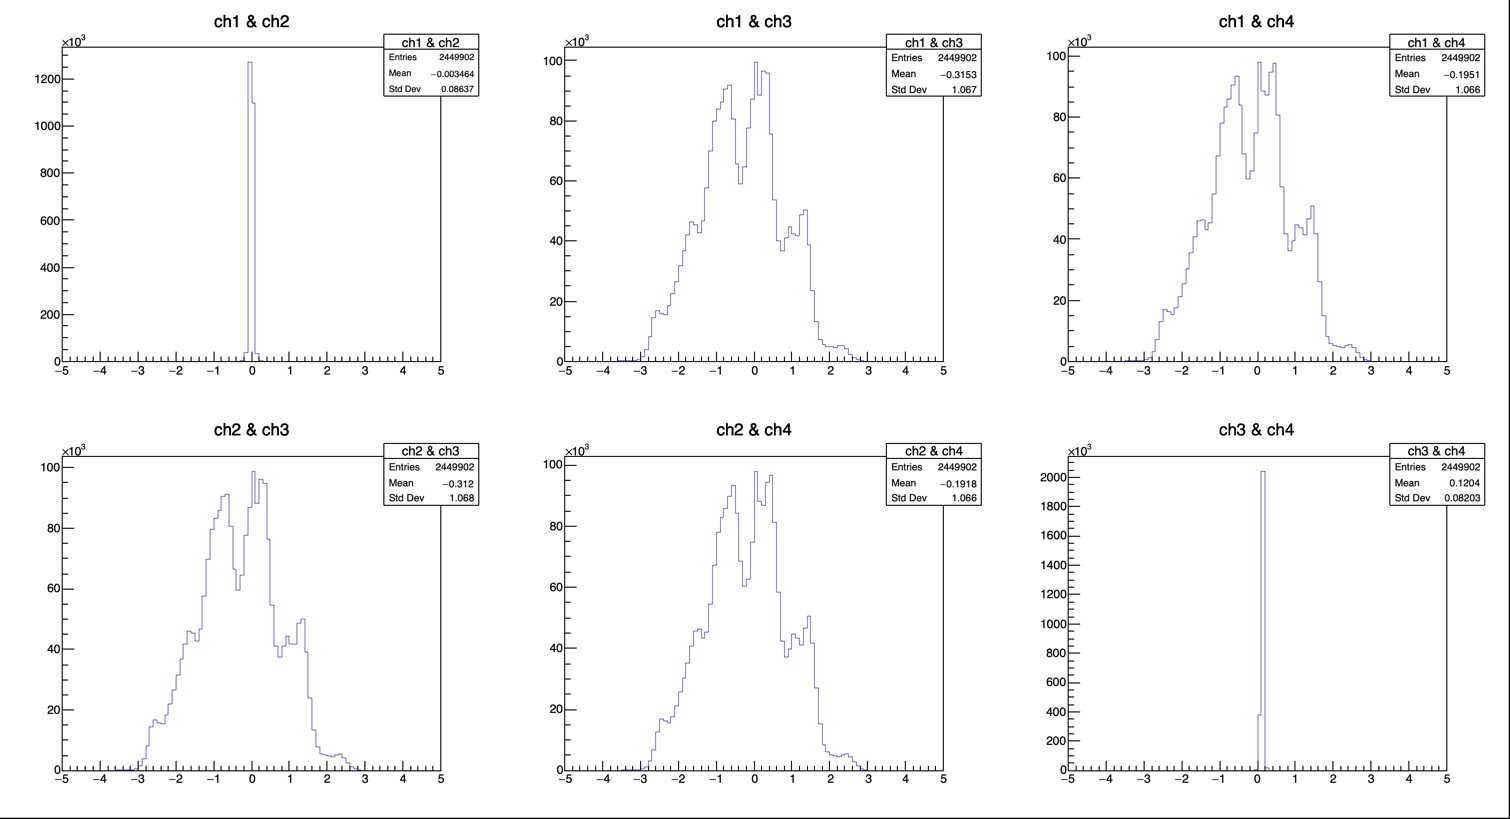 ch1 & ch2
×10³
ch1 & ch2
Entries 2449902
Mean −0.003464
Std Dev 0.08637
1200
1000
800
600
400
200
0
−5 −4 −3 −2 −1 0 1 2 3 4 5
ch1 & ch3
×10³
ch1 & ch3
Entries 2449902
Mean −0.3153
Std Dev 1.067
100
80
60
40
20
0
−5 −4 −3 −2 −1 0 1 2 3 4 5
ch1 & ch4
×10³
ch1 & ch4
Entries 2449902
Mean −0.1951
Std Dev 1.066
100
80
60
40
20
0
−5 −4 −3 −2 −1 0 1 2 3 4 5
ch2 & ch3
×10³
ch2 & ch3
Entries 2449902
Mean −0.312
Std Dev 1.068
100
80
60
40
20
0
−5 −4 −3 −2 −1 0 1 2 3 4 5
ch2 & ch4
×10³
ch2 & ch4
Entries 2449902
Mean −0.1918
Std Dev 1.066
100
80
60
40
20
0
−5 −4 −3 −2 −1 0 1 2 3 4 5
ch3 & ch4
×10³
ch3 & ch4
Entries 2449902
Mean 0.1204
Std Dev 0.08203
2000
1800
1600
1400
1200
1000
800
600
400
200
0
−5 −4 −3 −2 −1 0 1 2 3 4 5